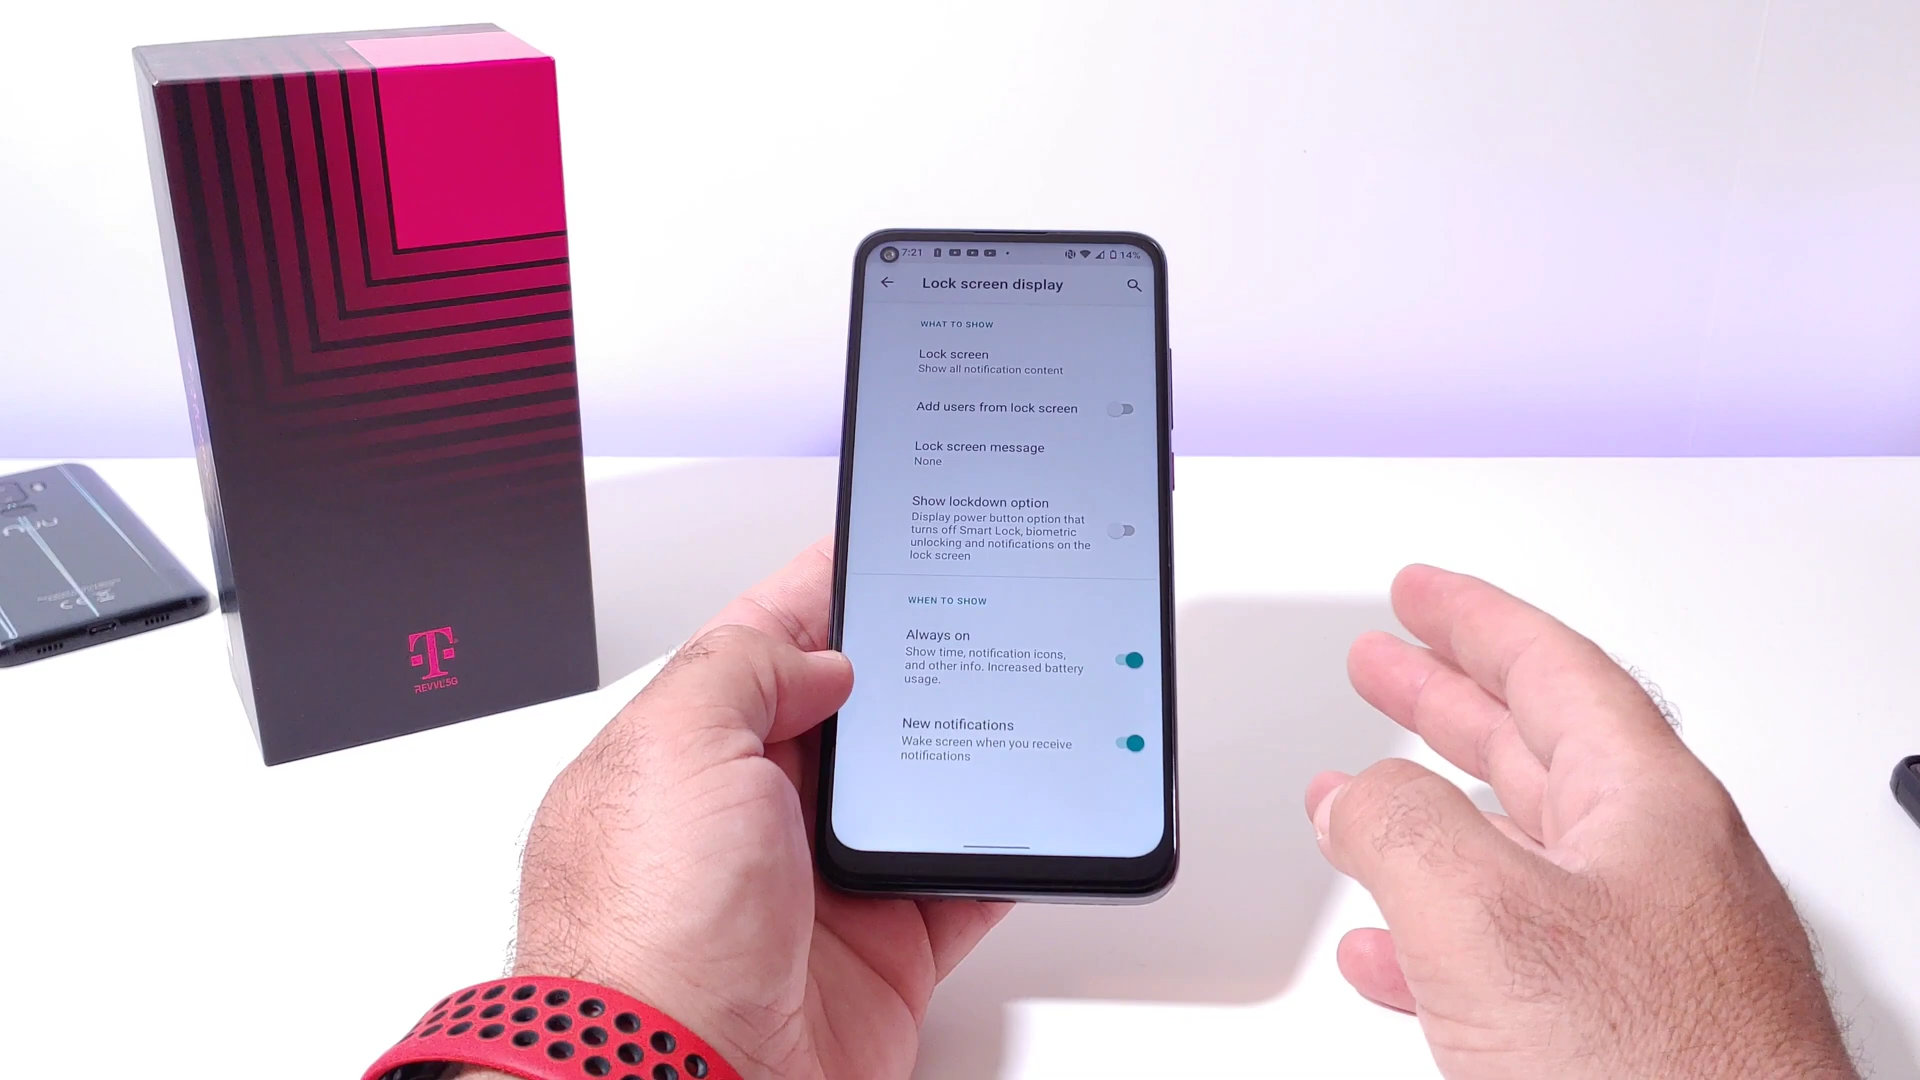 T
REVVL5G
7:21
14%
Lock screen display
WHAT TO SHOW
Lock screen
Show all notification content
Add users from lock screen
Lock screen message
None
Show lockdown option
Display power button option that
turns off Smart Lock, biometric
unlocking and notifications on the
lock screen
WHEN TO SHOW
Always on
Show time, notification icons,
and other info. Increased battery
usage.
New notifications
Wake screen when you receive
notifications